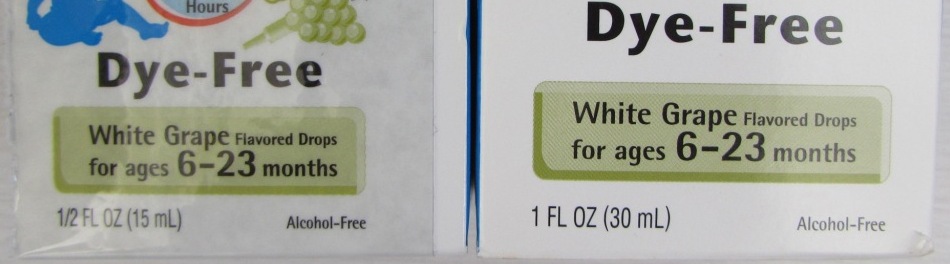 Hours
Dye-Free
White Grape Flavored Drops
for ages 6-23 months
1/2 FL OZ (15 mL) Alcohol-Free
Dye-Free
White Grape Flavored Drops
for ages 6-23 months
1 FL OZ (30 mL) Alcohol-Free